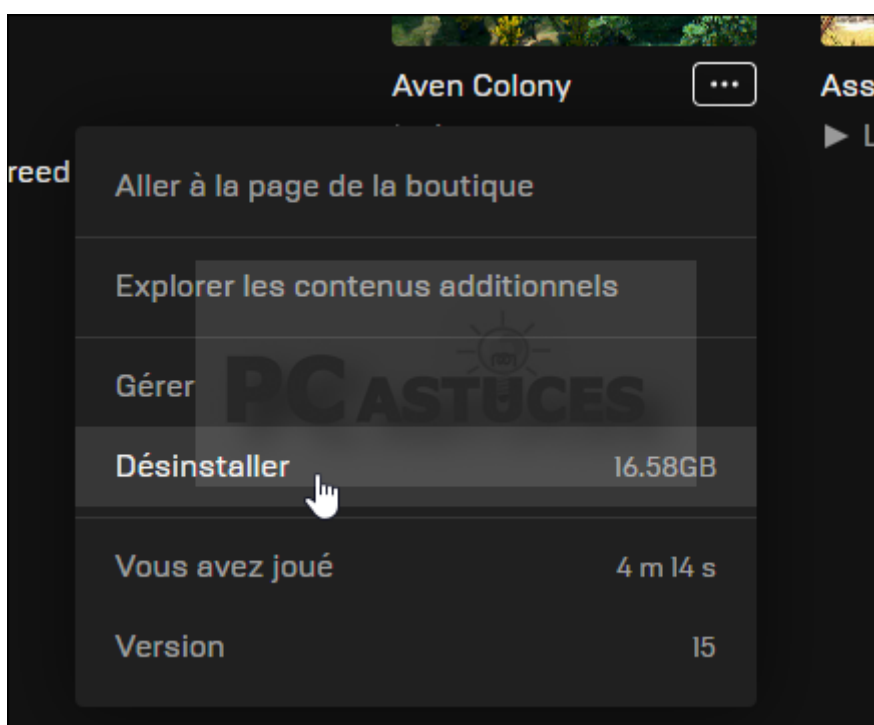 Aven Colony
...
Ass
reed
Aller à la page de la boutique
Explorer les contenus additionnels
PC ASTUCES
Gérer
Désinstaller 16.58GB
Vous avez joué 4 m 14 s
Version 15